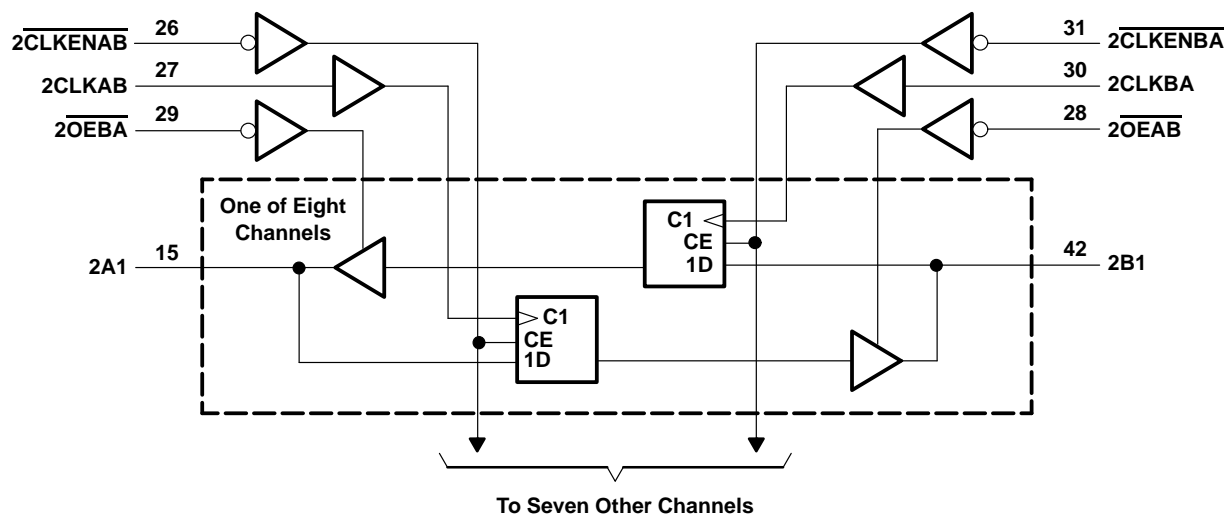 2CLKENAB 26
31 2CLKENBA
2CLKAB 27
30 2CLKBA
2OEBA 29
28 2OEAB
One of Eight
Channels
C1
CE
1D
2A1 15
42 2B1
C1
CE
1D
To Seven Other Channels